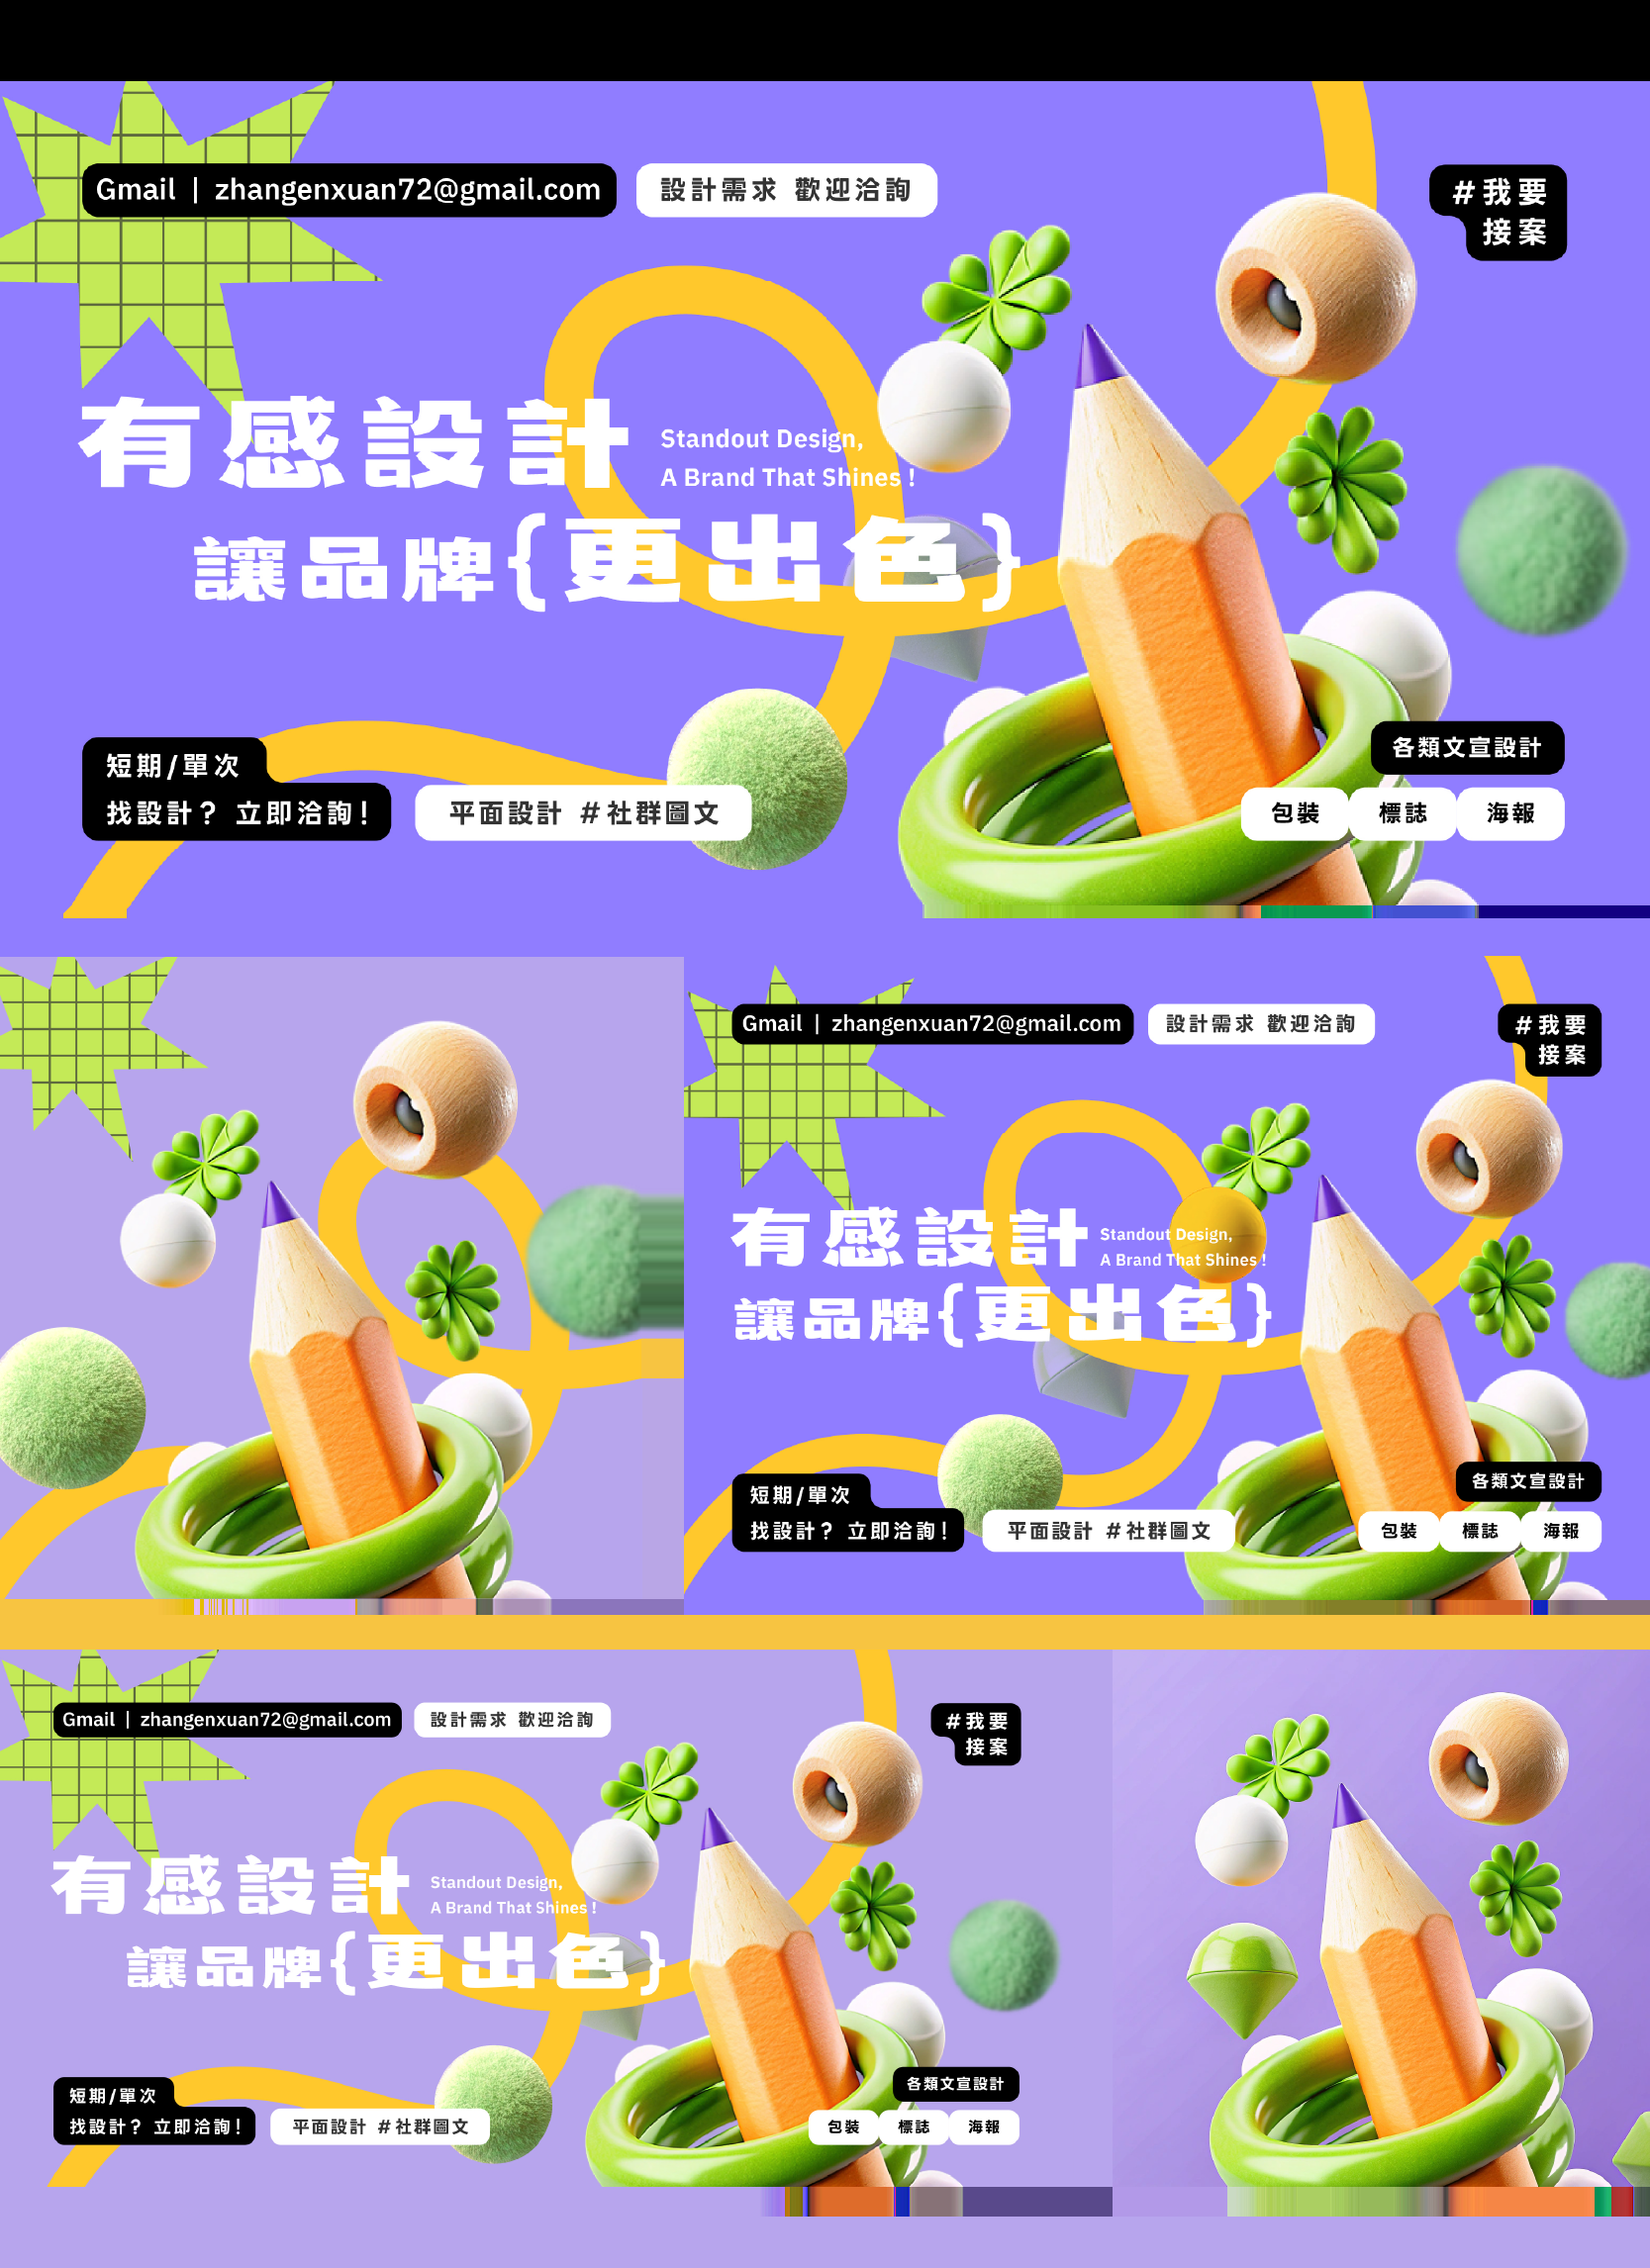 Gmail | zhangenxuan72@gmail.com
設計需求 歡迎洽詢
#我要
接案
有感設計
Standout Design,
A Brand That Shines !
讓品牌{更出色}
短期/單次
找設計? 立即洽詢!
平面設計 #社群圖文
各類文宣設計
包裝 標誌 海報
Gmail | zhangenxuan72@gmail.com
設計需求 歡迎洽詢
#我要
接案
有感設計
Standout Design,
A Brand That Shines !
讓品牌{更出色}
短期/單次
找設計? 立即洽詢!
平面設計 #社群圖文
各類文宣設計
包裝 標誌 海報
Gmail | zhangenxuan72@gmail.com
設計需求 歡迎洽詢
#我要
接案
有感設計
Standout Design,
A Brand That Shines !
讓品牌{更出色}
短期/單次
找設計? 立即洽詢!
平面設計 #社群圖文
各類文宣設計
包裝 標誌 海報